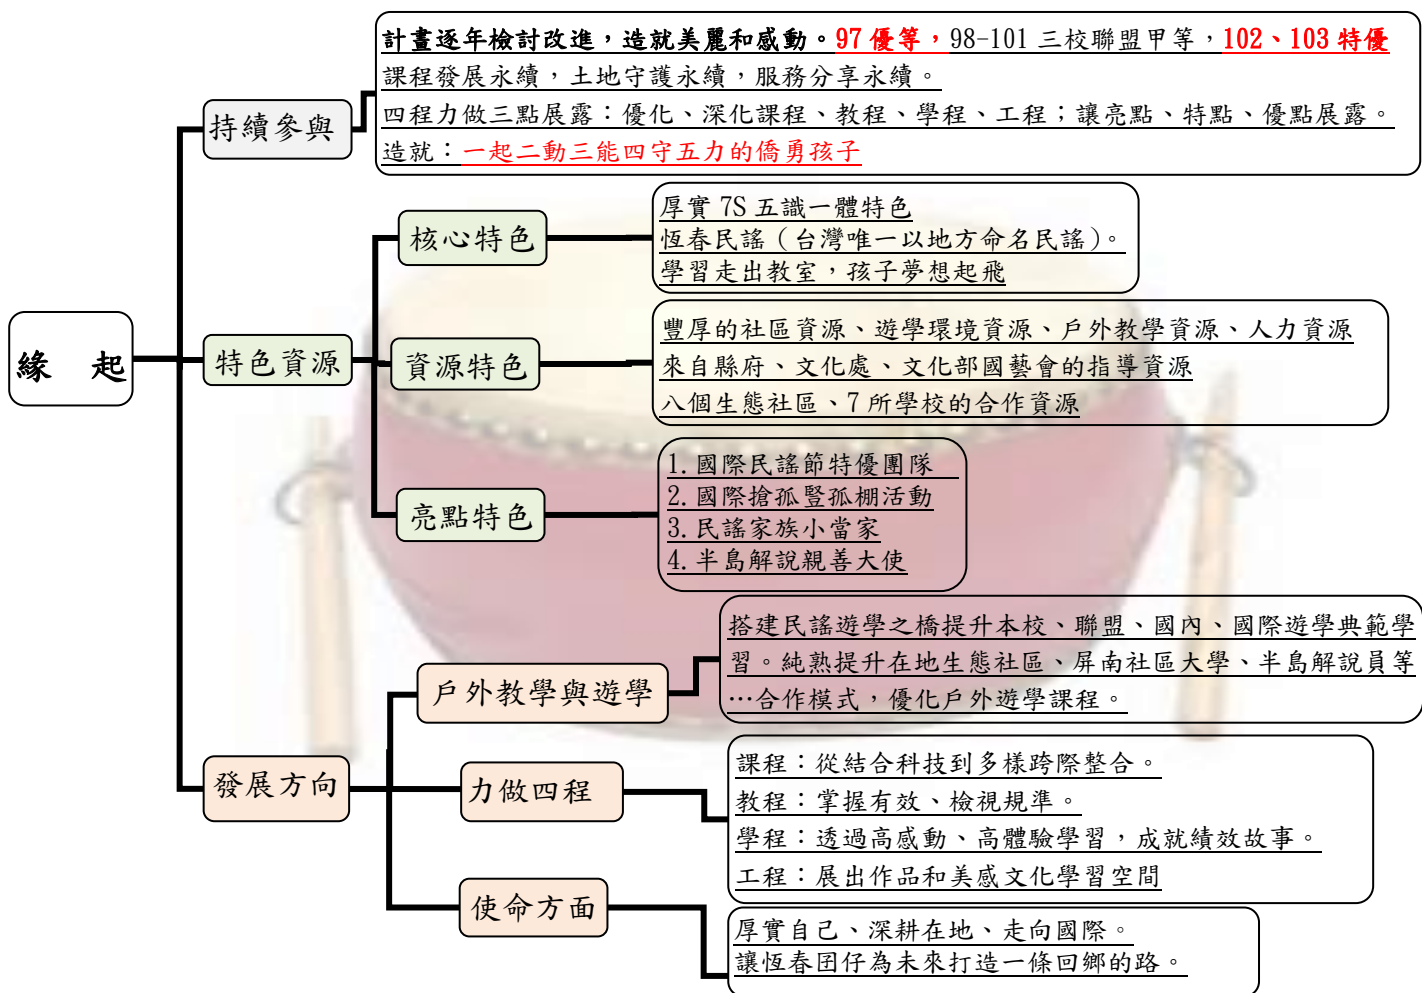 計畫逐年檢討改進，造就美麗和感動。97 優等，98-101 三校聯盟甲等，102、103 特優
課程發展永續，土地守護永續，服務分享永續。
四程力做三點展露：優化、深化課程、教程、學程、工程；讓亮點、特點、優點展露。
造就：一起二動三能四守五力的僑勇孩子
持續參與
核心特色
厚實 7S 五識一體特色
恆春民謠（台灣唯一以地方命名民謠）。
學習走出教室，孩子夢想起飛
緣 起
特色資源
資源特色
豐厚的社區資源、遊學環境資源、戶外教學資源、人力資源
來自縣府、文化處、文化部國藝會的指導資源
八個生態社區、7 所學校的合作資源
亮點特色
1. 國際民謠節特優團隊
2. 國際搶孤豎孤棚活動
3. 民謠家族小當家
4. 半島解說親善大使
戶外教學與遊學
搭建民謠遊學之橋提升本校、聯盟、國內、國際遊學典範學
習。純熟提升在地生態社區、屏南社區大學、半島解說員等
…合作模式，優化戶外遊學課程。
發展方向
力做四程
課程：從結合科技到多樣跨際整合。
教程：掌握有效、檢視規準。
學程：透過高感動、高體驗學習，成就績效故事。
工程：展出作品和美感文化學習空間
使命方面
厚實自己、深耕在地、走向國際。
讓恆春囝仔為未來打造一條回鄉的路。